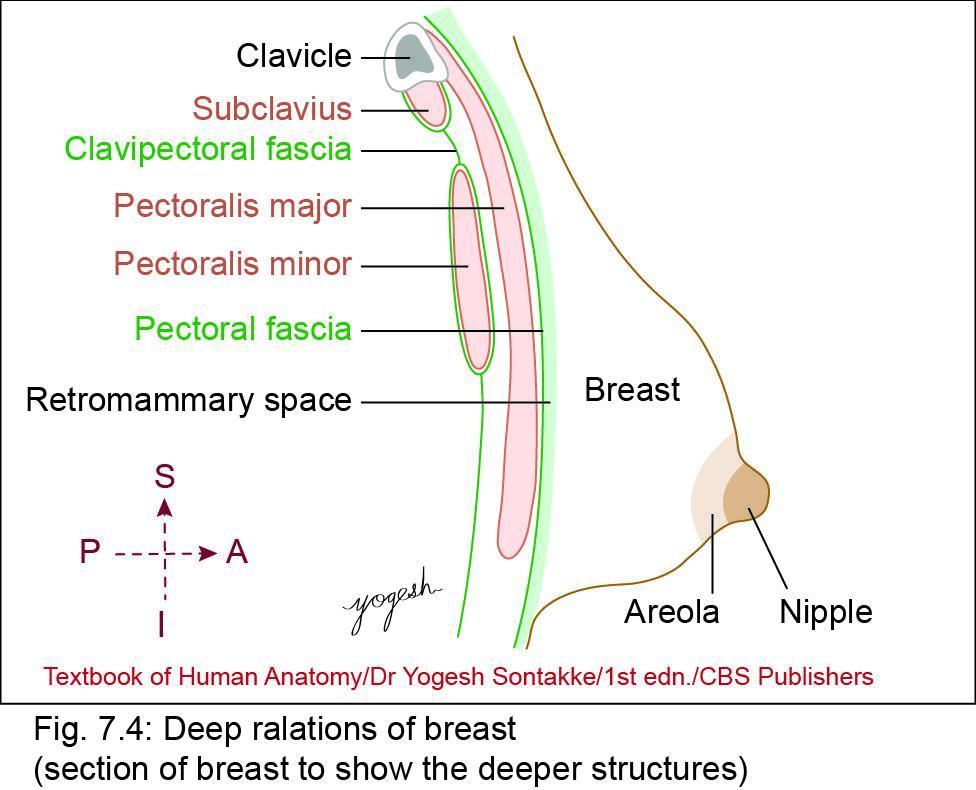 Clavicle
Subclavius
Clavipectoral fascia
Pectoralis major
Pectoralis minor
Pectoral fascia
Retromammary space
Breast
S
P A
I
yogesh
Areola Nipple
Textbook of Human Anatomy/Dr Yogesh Sontakke/1st edn./CBS Publishers
Fig. 7.4: Deep ralations of breast
(section of breast to show the deeper structures)